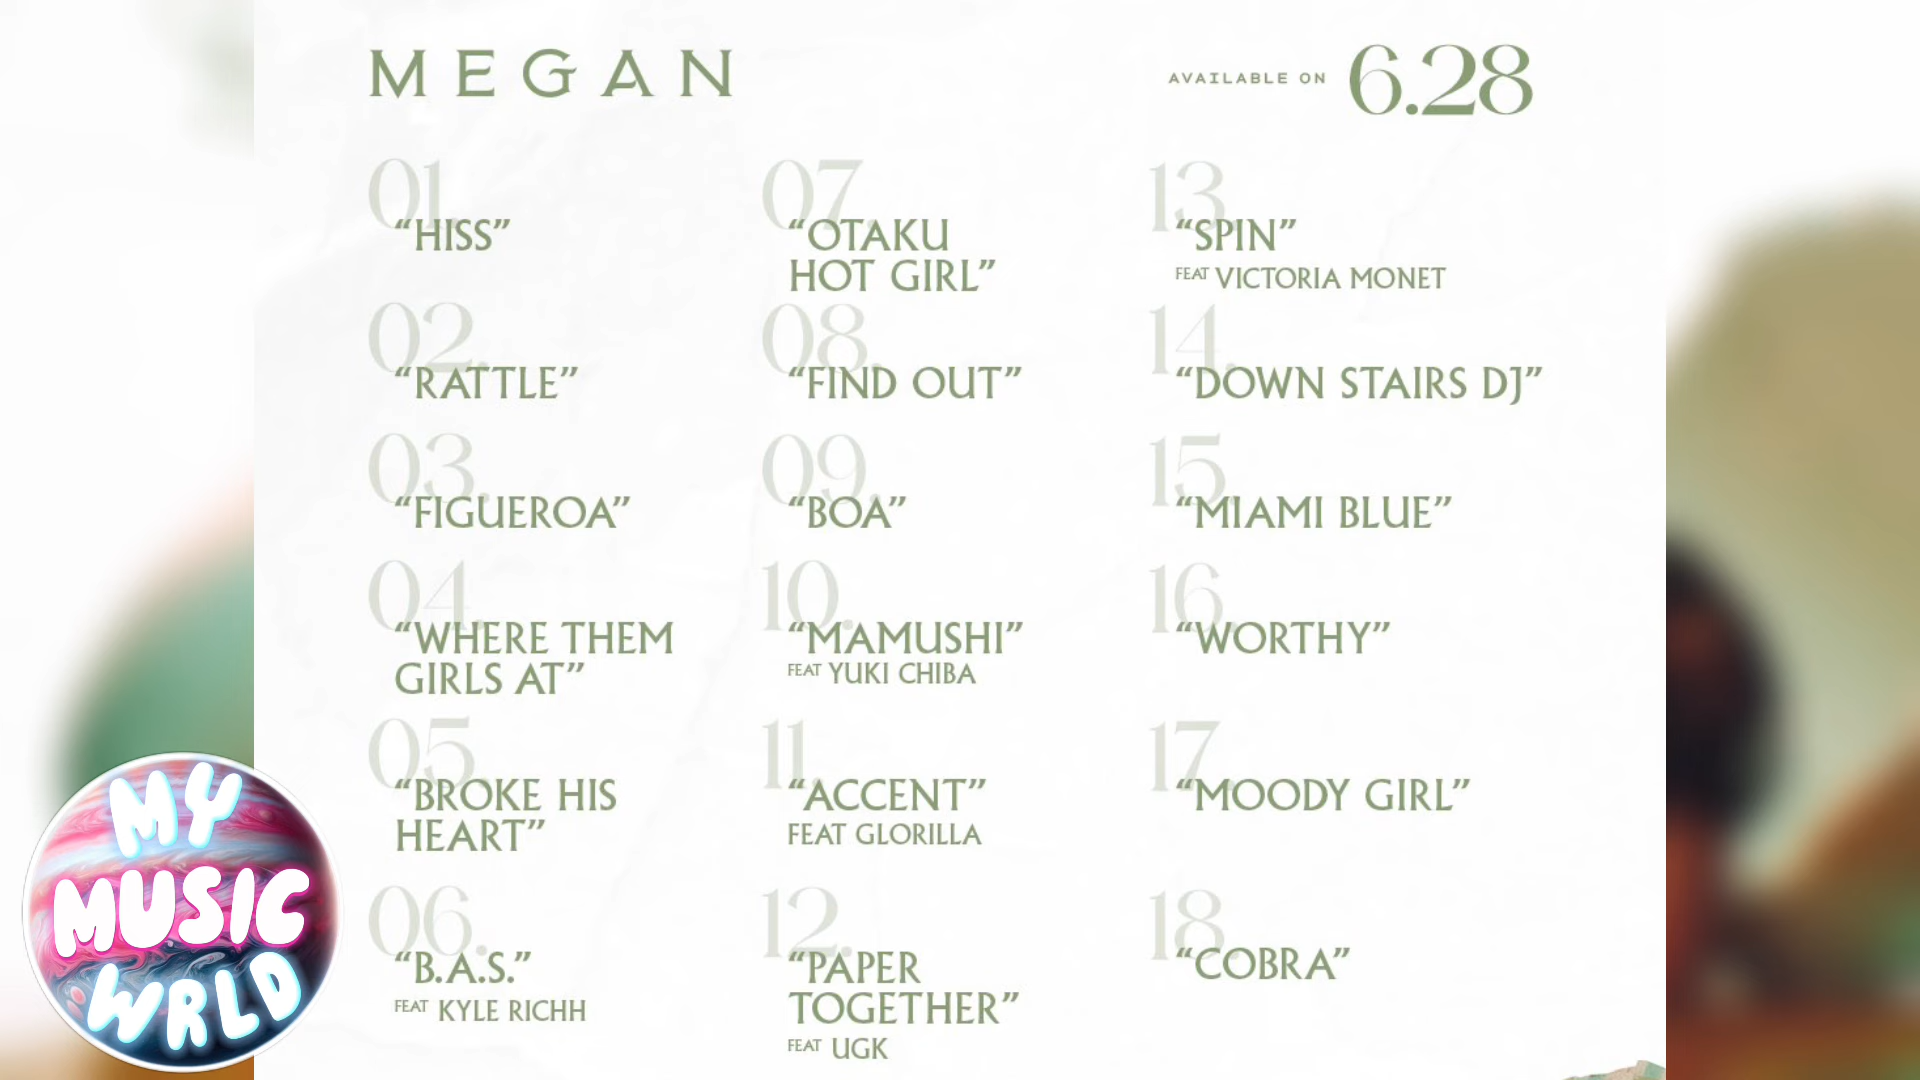 MEGAN
AVAILABLE ON 6.28
01.
“HISS”
02.
“RATTLE”
03.
“FIGUEROA”
04.
“WHERE THEM
GIRLS AT”
05.
“BROKE HIS
HEART”
06.
“B.A.S.”
FEAT KYLE RICHH
07.
“OTAKU
HOT GIRL”
08.
“FIND OUT”
09.
“BOA”
10.
“MAMUSHI”
FEAT YUKI CHIBA
11.
“ACCENT”
FEAT GLORILLA
12.
“PAPER
TOGETHER”
FEAT UGK
13.
“SPIN”
FEAT VICTORIA MONET
14.
“DOWN STAIRS DJ”
15.
“MIAMI BLUE”
16.
“WORTHY”
17.
“MOODY GIRL”
18.
“COBRA”
MY
MUSIC
WRLD